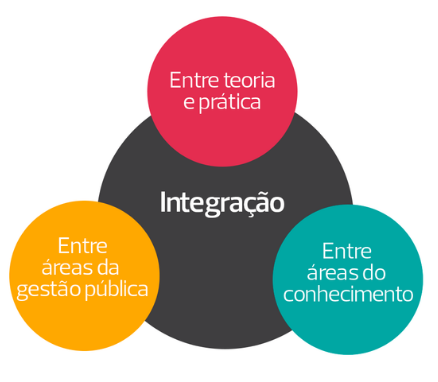 Entre teoria
e prática
Integração
Entre
áreas da
gestão pública
Entre
áreas do
conhecimento